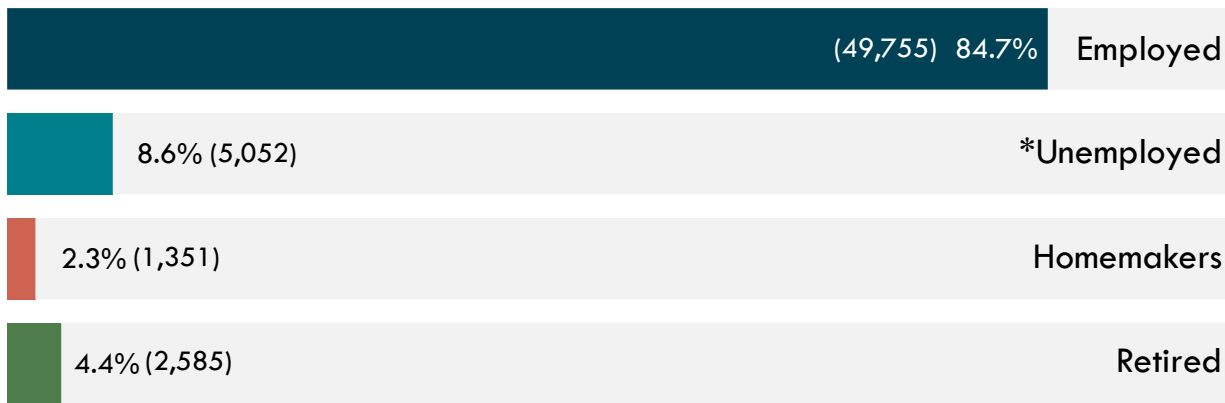 (49,755) 84.7% Employed
8.6% (5,052) *Unemployed
2.3% (1,351) Homemakers
4.4% (2,585) Retired